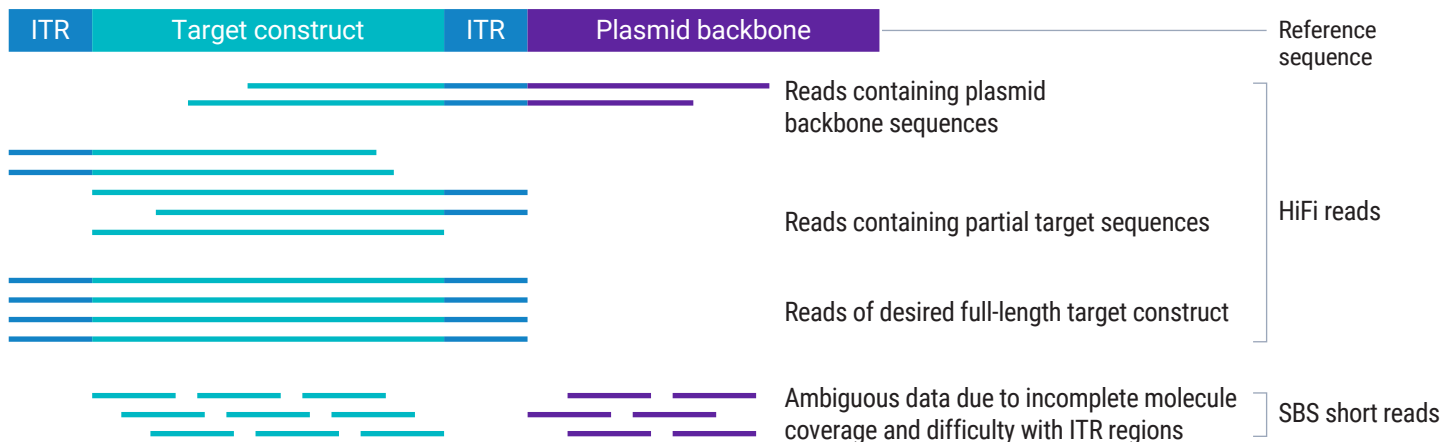 ITR Target construct ITR Plasmid backbone
Reference
sequence
Reads containing plasmid
backbone sequences
Reads containing partial target sequences
HiFi reads
Reads of desired full-length target construct
Ambiguous data due to incomplete molecule
coverage and difficulty with ITR regions
SBS short reads